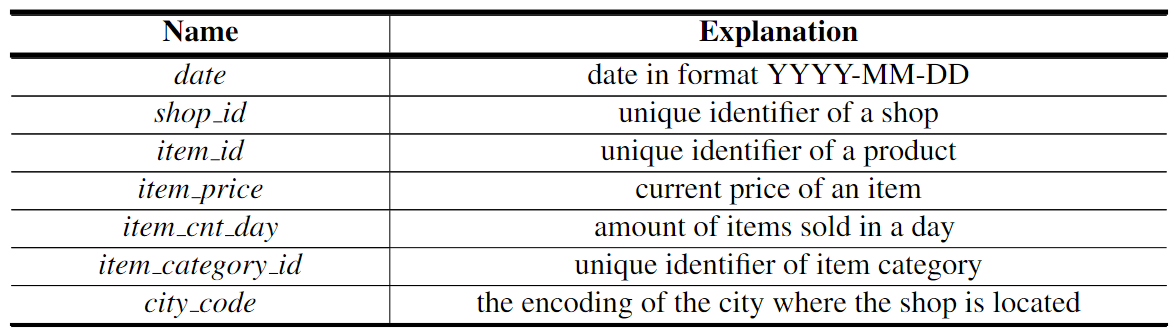 Name Explanation
date date in format YYYY-MM-DD
shop_id unique identifier of a shop
item_id unique identifier of a product
item_price current price of an item
item_cnt_day amount of items sold in a day
item_category_id unique identifier of item category
city_code the encoding of the city where the shop is located